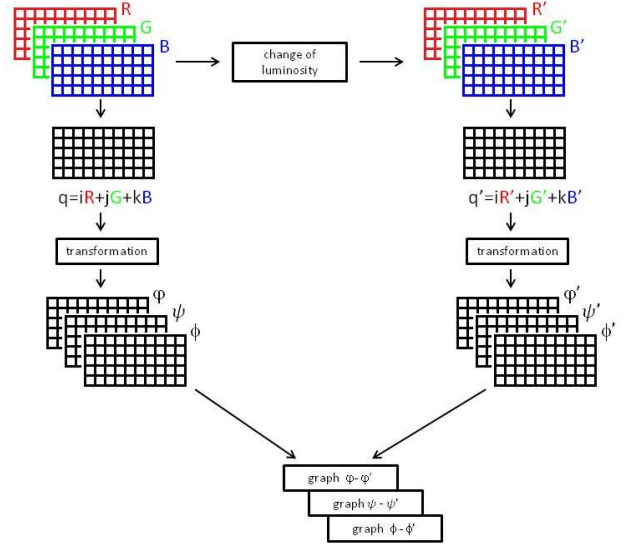 R
G
B
change of
luminosity
R'
G'
B'
q=iR+jG+kB
q'=iR'+jG'+kB'
transformation
transformation
φ
ψ
ϕ
φ'
ψ'
ϕ'
graph φ-φ'
graph ψ - ψ'
graph ϕ - ϕ'